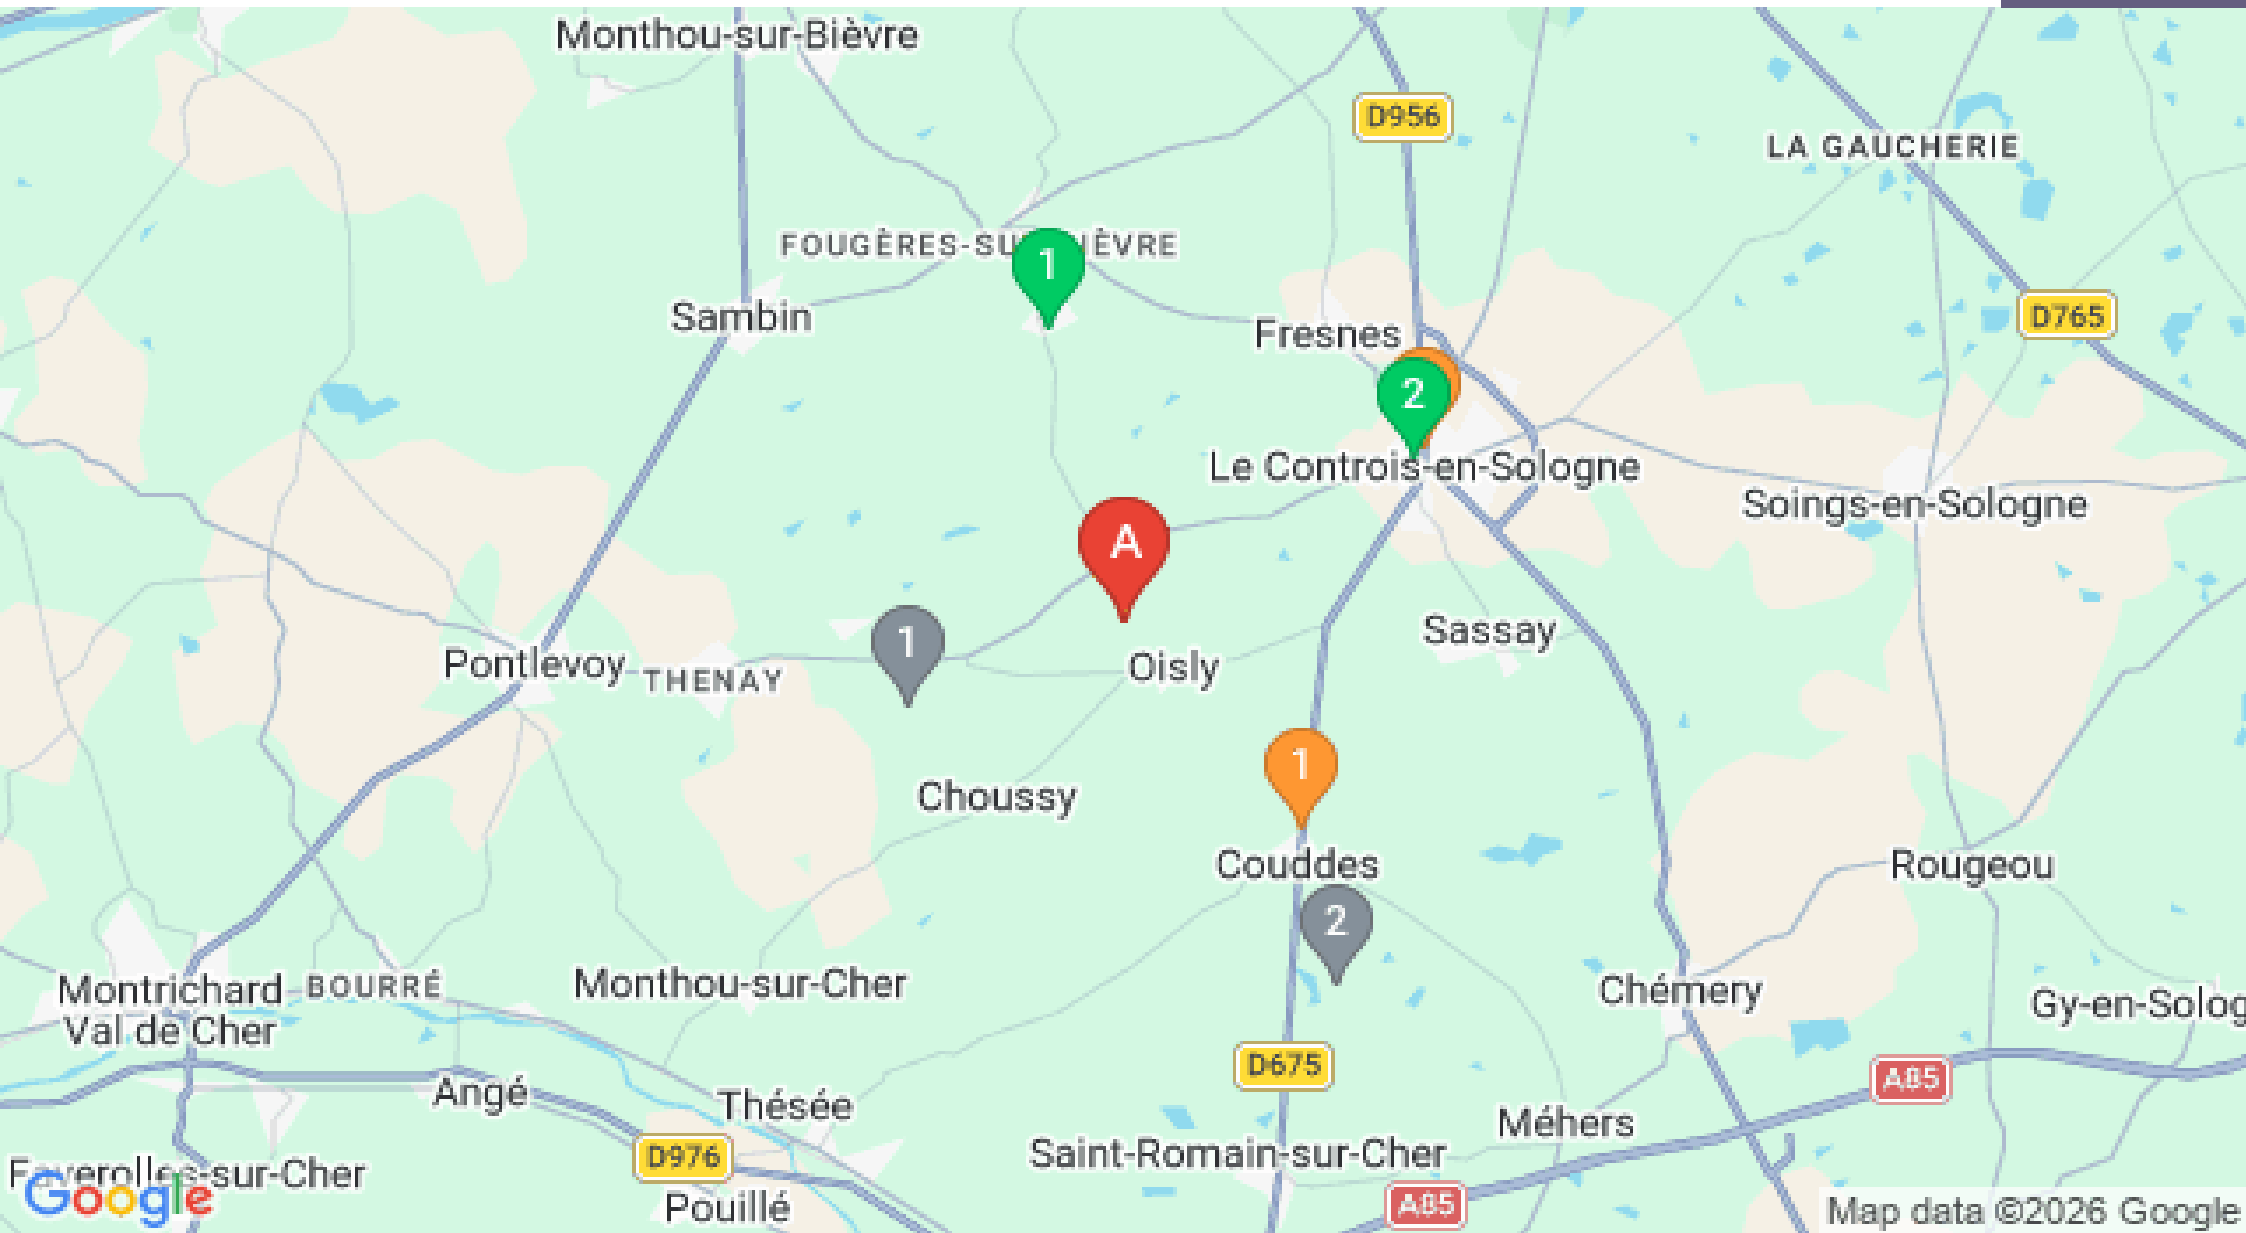 Monthou-sur-Bièvre
D956
LA GAUCHERIE
FOUGÈRES-SU
IÈVRE
1
Sambin
Fresnes
D765
2
Le Controis-en-Sologne
Soings-en-Sologne
A
Sassay
1
Pontlevoy
THENAY
Oisly
1
Choussy
Couddes
Rougeou
2
Montrichard
Val de Cher
BOURRÉ
Monthou-sur-Cher
Chémery
Gy-en-Solog
D675
A85
Angé
Thésée
Méhers
D976
Saint-Romain-sur-Cher
Faverolles-sur-Cher
Google
Pouillé
A85
Map data ©2026 Google